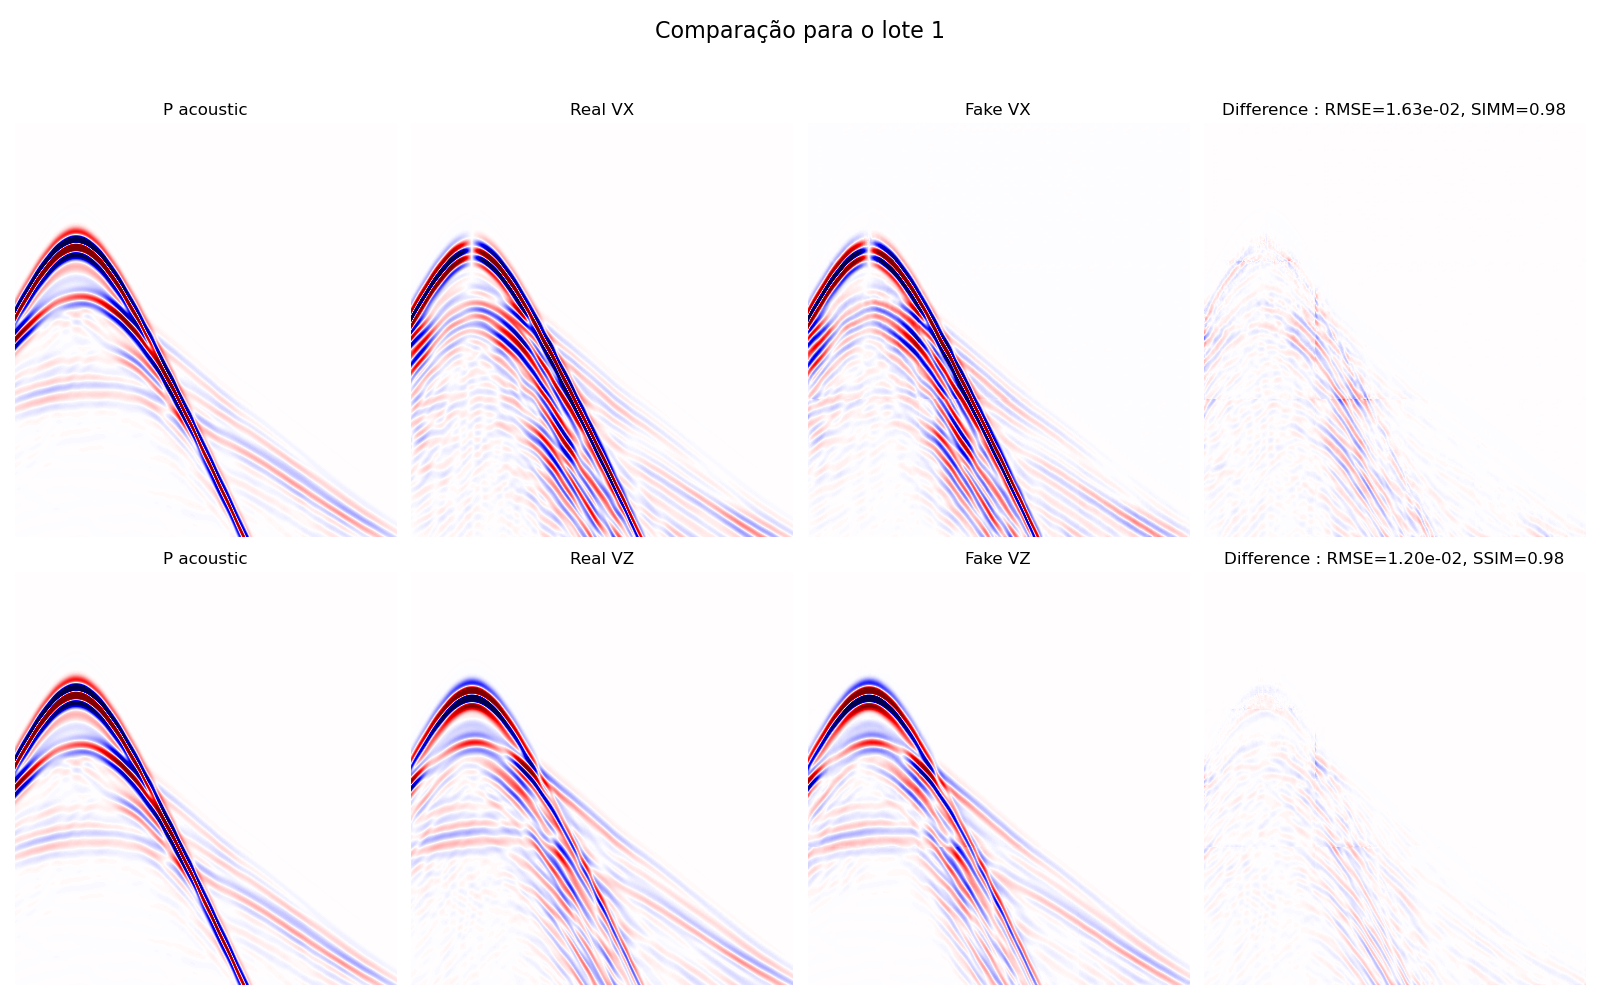 Comparação para o lote 1
P acoustic
Real VX
Fake VX
Difference : RMSE=1.63e-02, SIMM=0.98
P acoustic
Real VZ
Fake VZ
Difference : RMSE=1.20e-02, SSIM=0.98